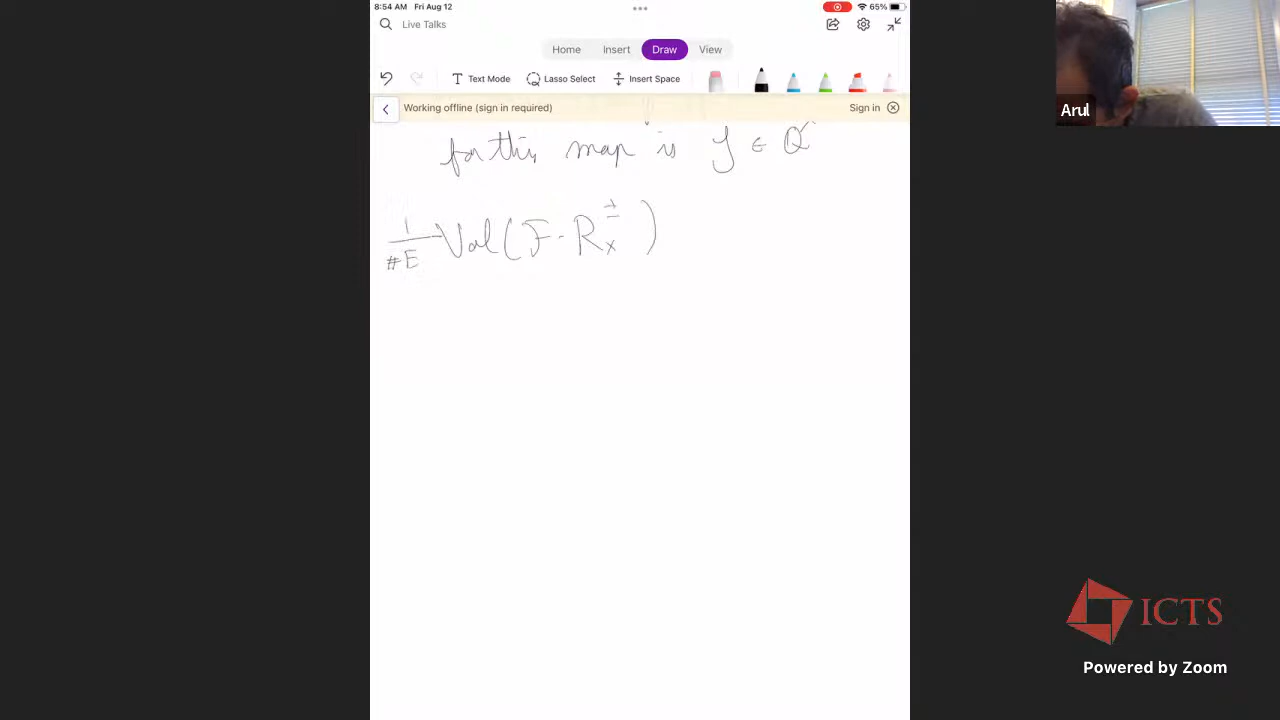 8:54 AM Fri Aug 12
65%
Live Talks
Home Insert Draw View
Text Mode Lasso Select Insert Space
Working offline (sign in required) Sign in
Arul
for this map is J ∈ Q^×
1/#E Vol(F · R_X^±)
ICTS
Powered by Zoom